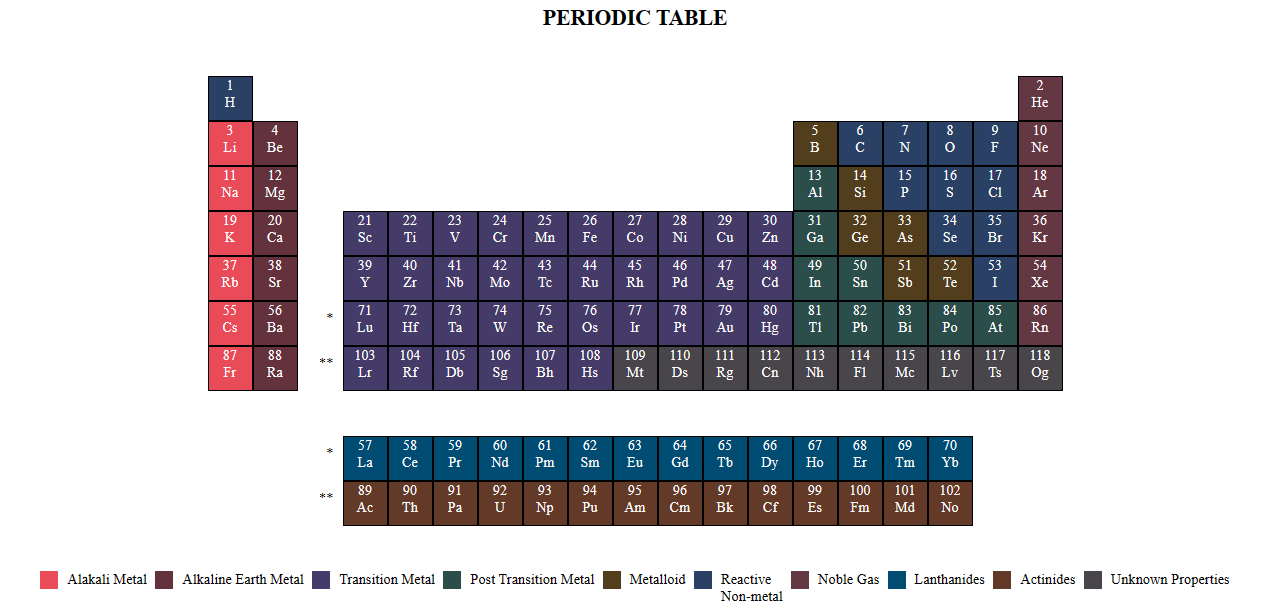 PERIODIC TABLE
1 2
H He
3 4 5 6 7 8 9 10
Li Be B C N O F Ne
11 12 13 14 15 16 17 18
Na Mg Al Si P S Cl Ar
19 20 21 22 23 24 25 26 27 28 29 30 31 32 33 34 35 36
K Ca Sc Ti V Cr Mn Fe Co Ni Cu Zn Ga Ge As Se Br Kr
37 38 39 40 41 42 43 44 45 46 47 48 49 50 51 52 53 54
Rb Sr Y Zr Nb Mo Tc Ru Rh Pd Ag Cd In Sn Sb Te I Xe
55 56 * 71 72 73 74 75 76 77 78 79 80 81 82 83 84 85 86
Cs Ba Lu Hf Ta W Re Os Ir Pt Au Hg Tl Pb Bi Po At Rn
87 88 ** 103 104 105 106 107 108 109 110 111 112 113 114 115 116 117 118
Fr Ra Lr Rf Db Sg Bh Hs Mt Ds Rg Cn Nh Fl Mc Lv Ts Og
* 57 58 59 60 61 62 63 64 65 66 67 68 69 70
La Ce Pr Nd Pm Sm Eu Gd Tb Dy Ho Er Tm Yb
** 89 90 91 92 93 94 95 96 97 98 99 100 101 102
Ac Th Pa U Np Pu Am Cm Bk Cf Es Fm Md No
Alakali Metal Alkaline Earth Metal Transition Metal Post Transition Metal Metalloid Reactive Noble Gas Lanthanides Actinides Unknown Properties
Non-metal